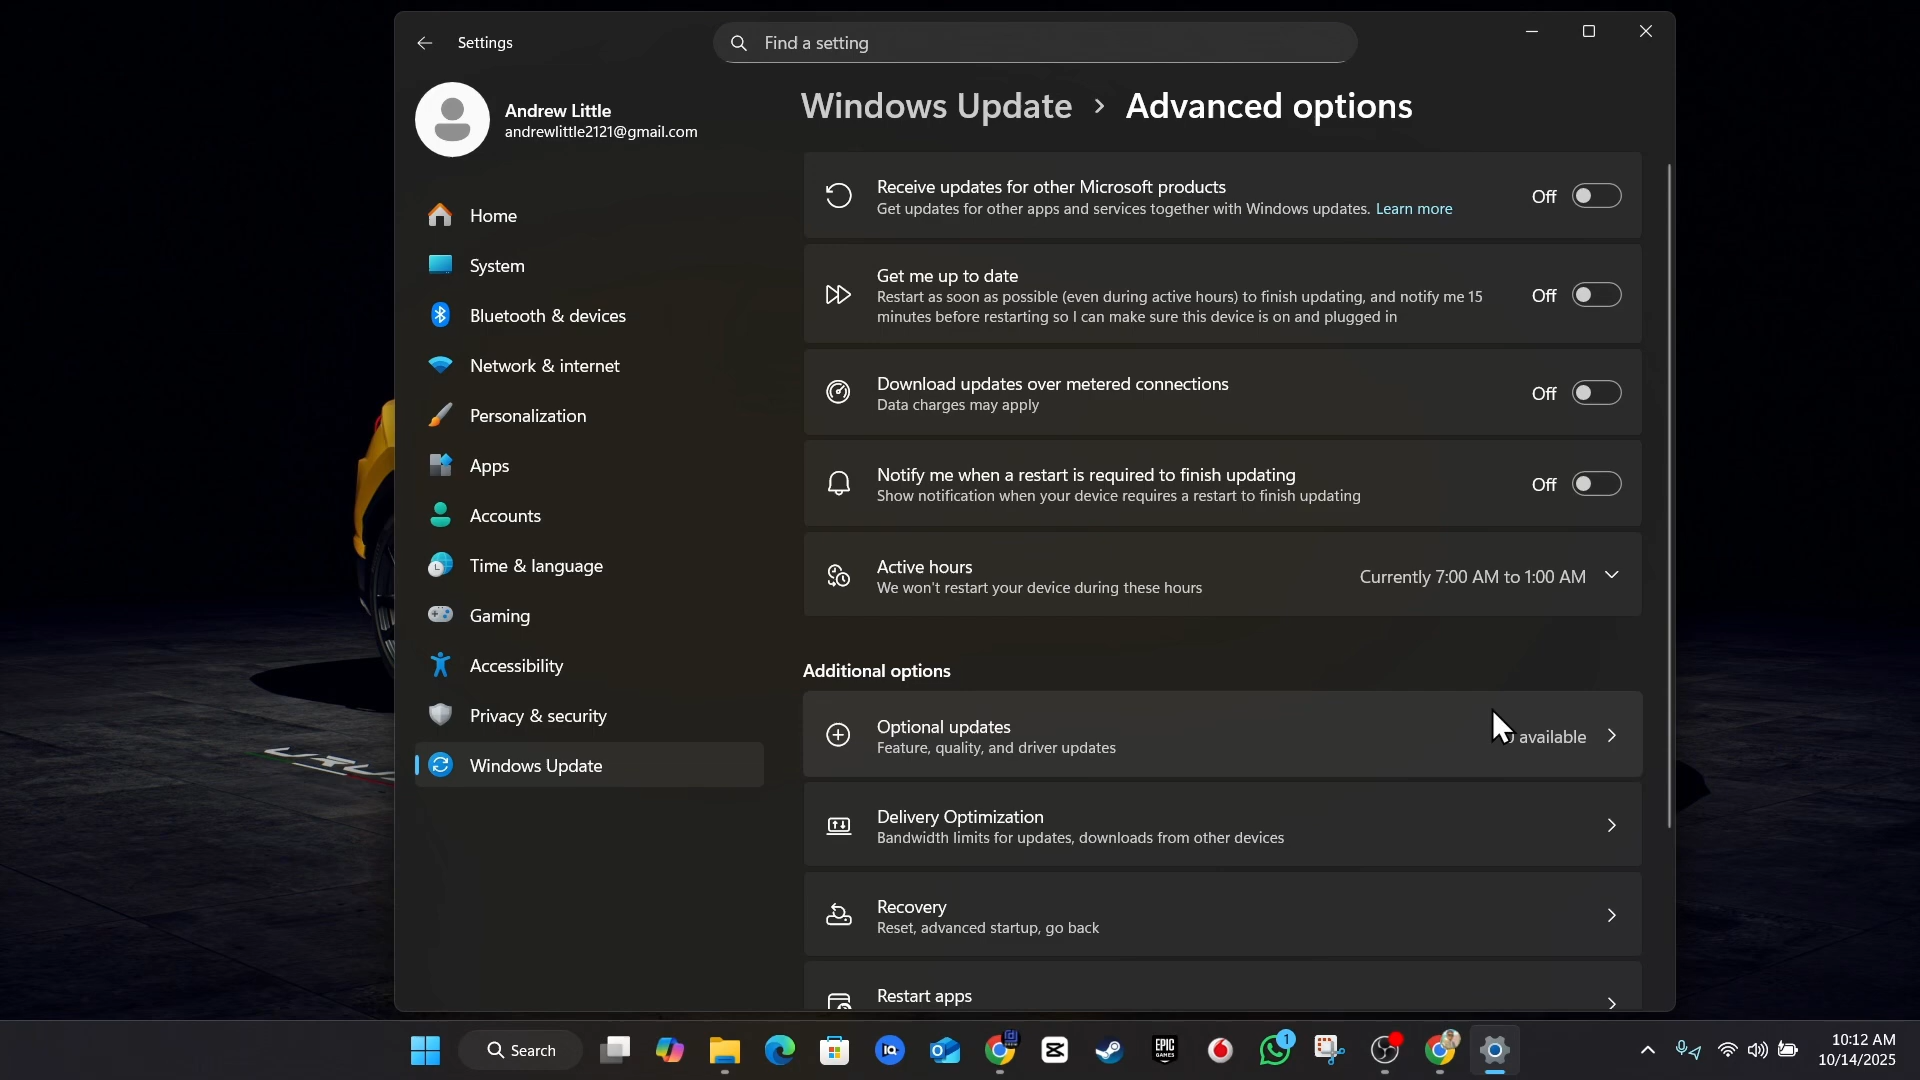 Settings
Find a setting
Andrew Little
andrewlittle2121@gmail.com
Home
System
Bluetooth & devices
Network & internet
Personalization
Apps
Accounts
Time & language
Gaming
Accessibility
Privacy & security
Windows Update
Windows Update > Advanced options
Receive updates for other Microsoft products
Get updates for other apps and services together with Windows updates. Learn more
Off
Get me up to date
Restart as soon as possible (even during active hours) to finish updating, and notify me 15
minutes before restarting so I can make sure this device is on and plugged in
Off
Download updates over metered connections
Data charges may apply
Off
Notify me when a restart is required to finish updating
Show notification when your device requires a restart to finish updating
Off
Active hours
We won't restart your device during these hours
Currently 7:00 AM to 1:00 AM
Additional options
Optional updates
Feature, quality, and driver updates
available
Delivery Optimization
Bandwidth limits for updates, downloads from other devices
Recovery
Reset, advanced startup, go back
Restart apps
Search
IQ
EPIC
GAMES
1
10:12 AM
10/14/2025